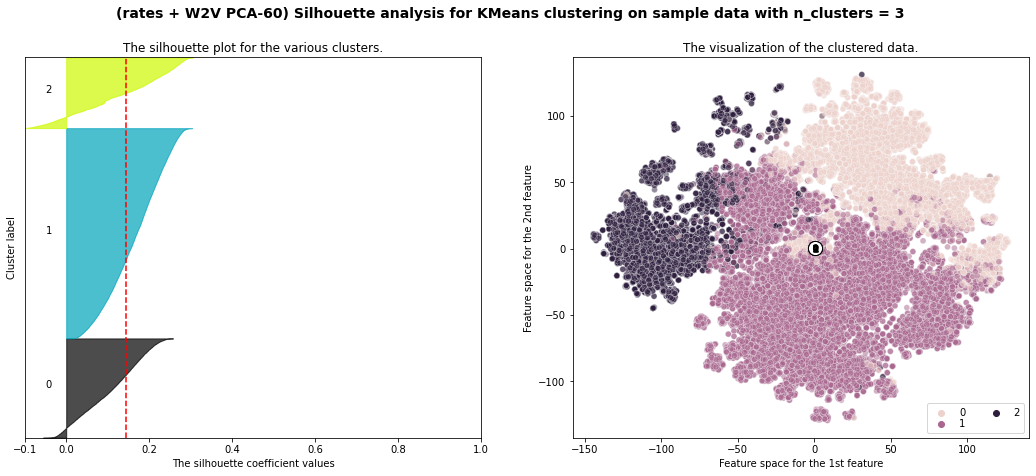 (rates + W2V PCA-60) Silhouette analysis for KMeans clustering on sample data with n_clusters = 3
The silhouette plot for the various clusters.
Cluster label
2
1
0
−0.1 0.0 0.2 0.4 0.6 0.8 1.0
The silhouette coefficient values
The visualization of the clustered data.
Feature space for the 2nd feature
100
50
0
−50
−100
0 2
1
−150 −100 −50 0 50 100
Feature space for the 1st feature